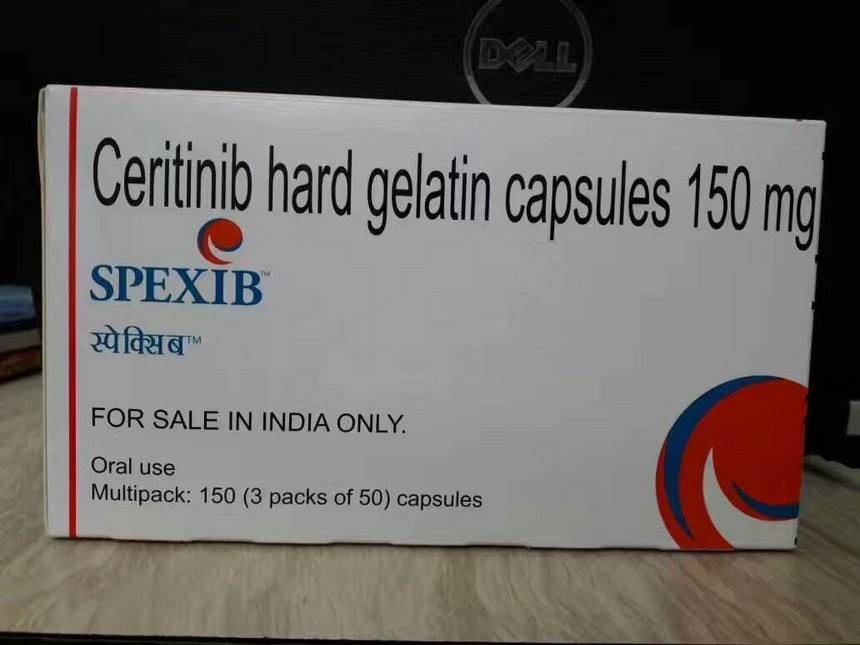 DELL
Ceritinib hard gelatin capsules 150 mg
SPEXIB™
स्पेक्सिब™
FOR SALE IN INDIA ONLY.
Oral use
Multipack: 150 (3 packs of 50) capsules